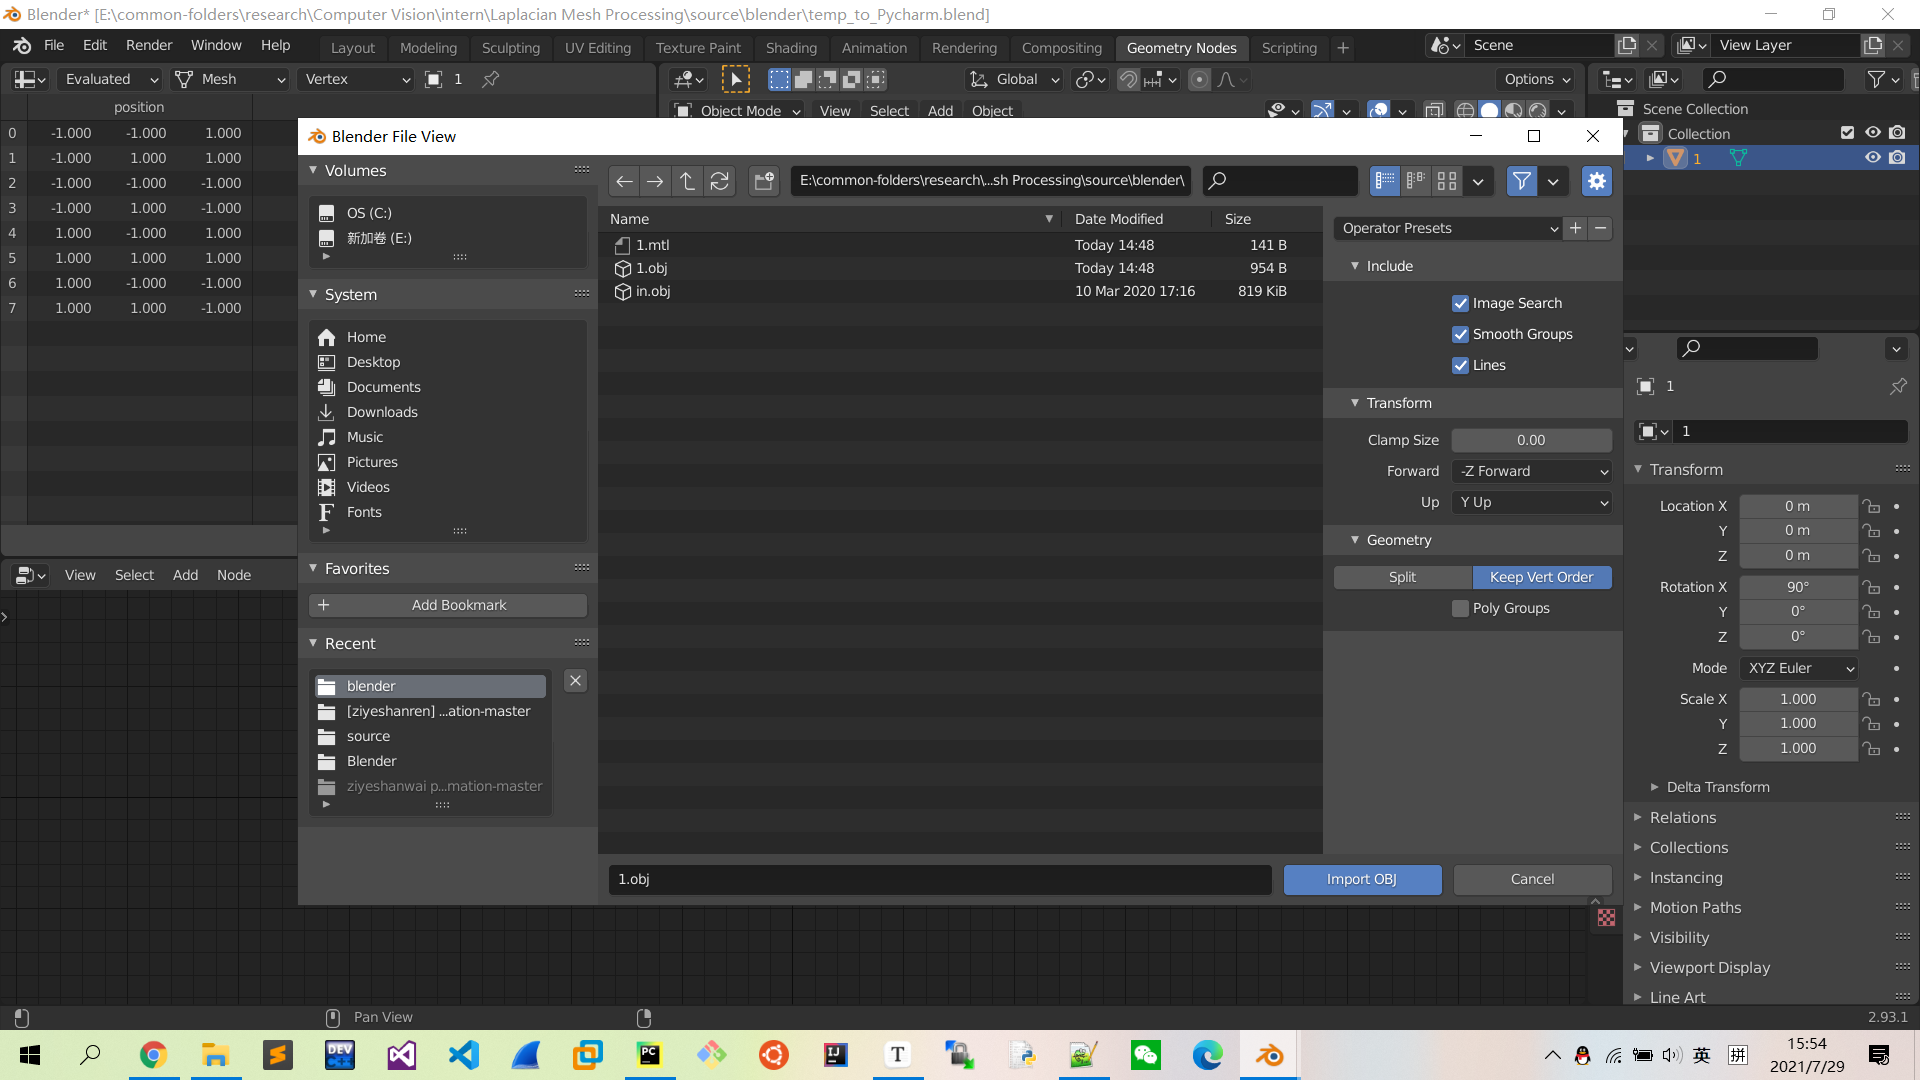 Blender* [E:\common-folders\research\Computer Vision\intern\Laplacian Mesh Processing\source\blender\temp_to_Pycharm.blend]
File Edit Render Window Help Layout Modeling Sculpting UV Editing Texture Paint Shading Animation Rendering Compositing Geometry Nodes Scripting + Scene View Layer
Evaluated Mesh Vertex 1 Global Options
position Object Mode View Select Add Object Scene Collection
0 -1.000 -1.000 1.000 Collection
1 -1.000 1.000 1.000 1
2 -1.000 -1.000 -1.000
3 -1.000 1.000 -1.000
4 1.000 -1.000 1.000
5 1.000 1.000 1.000
6 1.000 -1.000 -1.000
7 1.000 1.000 -1.000
View Select Add Node
Blender File View
Volumes
OS (C:)
新加卷 (E:)
System
Home
Desktop
Documents
Downloads
Music
Pictures
Videos
Fonts
Favorites
Add Bookmark
Recent
blender
[ziyeshanren] ...ation-master
source
Blender
ziyeshanwai p...mation-master
E:\common-folders\research\...sh Processing\source\blender\
Name Date Modified Size
1.mtl Today 14:48 141 B
1.obj Today 14:48 954 B
in.obj 10 Mar 2020 17:16 819 KiB
Operator Presets
Include
Image Search
Smooth Groups
Lines
Transform
Clamp Size 0.00
Forward -Z Forward
Up Y Up
Geometry
Split Keep Vert Order
Poly Groups
1.obj Import OBJ Cancel
1
1
Transform
Location X 0 m
Y 0 m
Z 0 m
Rotation X 90°
Y 0°
Z 0°
Mode XYZ Euler
Scale X 1.000
Y 1.000
Z 1.000
Delta Transform
Relations
Collections
Instancing
Motion Paths
Visibility
Viewport Display
Line Art
Pan View 2.93.1
DEV C++ PC IJ T 英 拼 15:54
2021/7/29